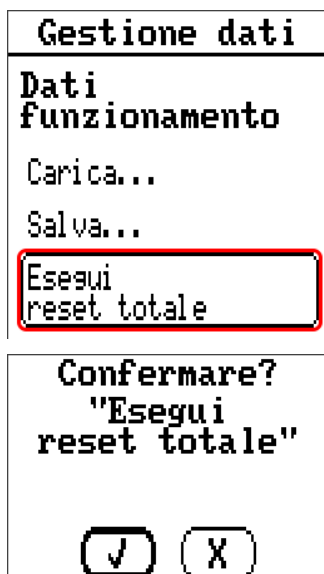 Gestione dati
Dati
funzionamento
Carica...
Salva...
Esegui
reset totale
Confermare?
"Esegui
reset totale"
√ X